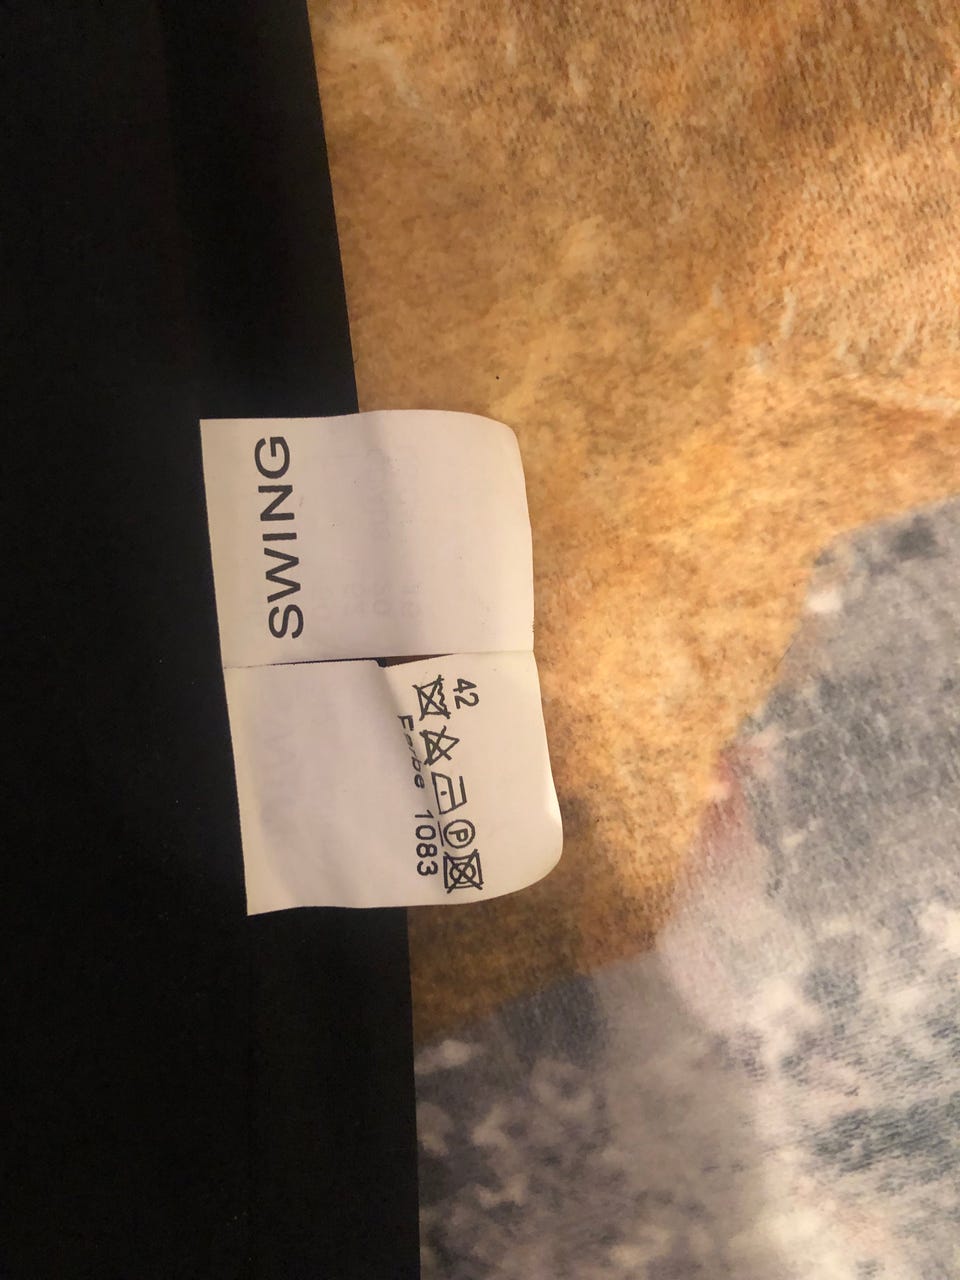 SWING
42
P
Farbe 1083